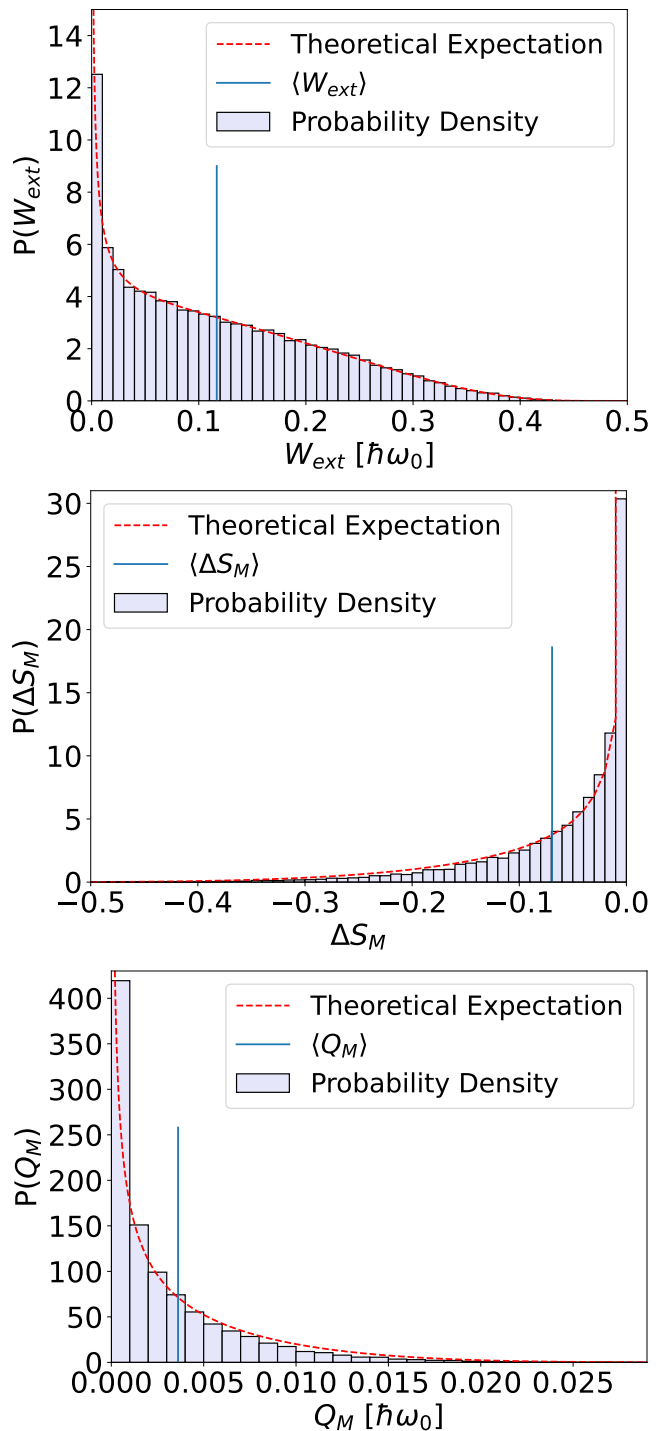 14
12
10
8
6
4
2
0
P(W_ext)
Theoretical Expectation
⟨W_ext⟩
Probability Density
0.0 0.1 0.2 0.3 0.4 0.5
W_ext [ħω₀]
30
25
20
15
10
5
0
P(ΔS_M)
Theoretical Expectation
⟨ΔS_M⟩
Probability Density
−0.5 −0.4 −0.3 −0.2 −0.1 0.0
ΔS_M
400
350
300
250
200
150
100
50
0
P(Q_M)
Theoretical Expectation
⟨Q_M⟩
Probability Density
0.000 0.005 0.010 0.015 0.020 0.025
Q_M [ħω₀]